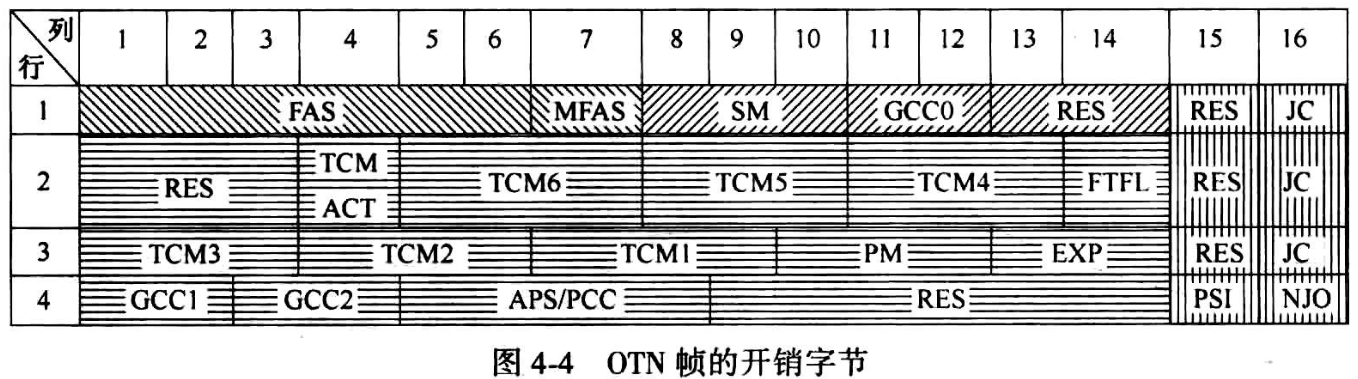 列 1 2 3 4 5 6 7 8 9 10 11 12 13 14 15 16
行
1 FAS MFAS SM GCC0 RES RES JC
2 RES TCM ACT TCM6 TCM5 TCM4 FTFL RES JC
3 TCM3 TCM2 TCM1 PM EXP RES JC
4 GCC1 GCC2 APS/PCC RES PSI NJO
图 4-4 OTN 帧的开销字节